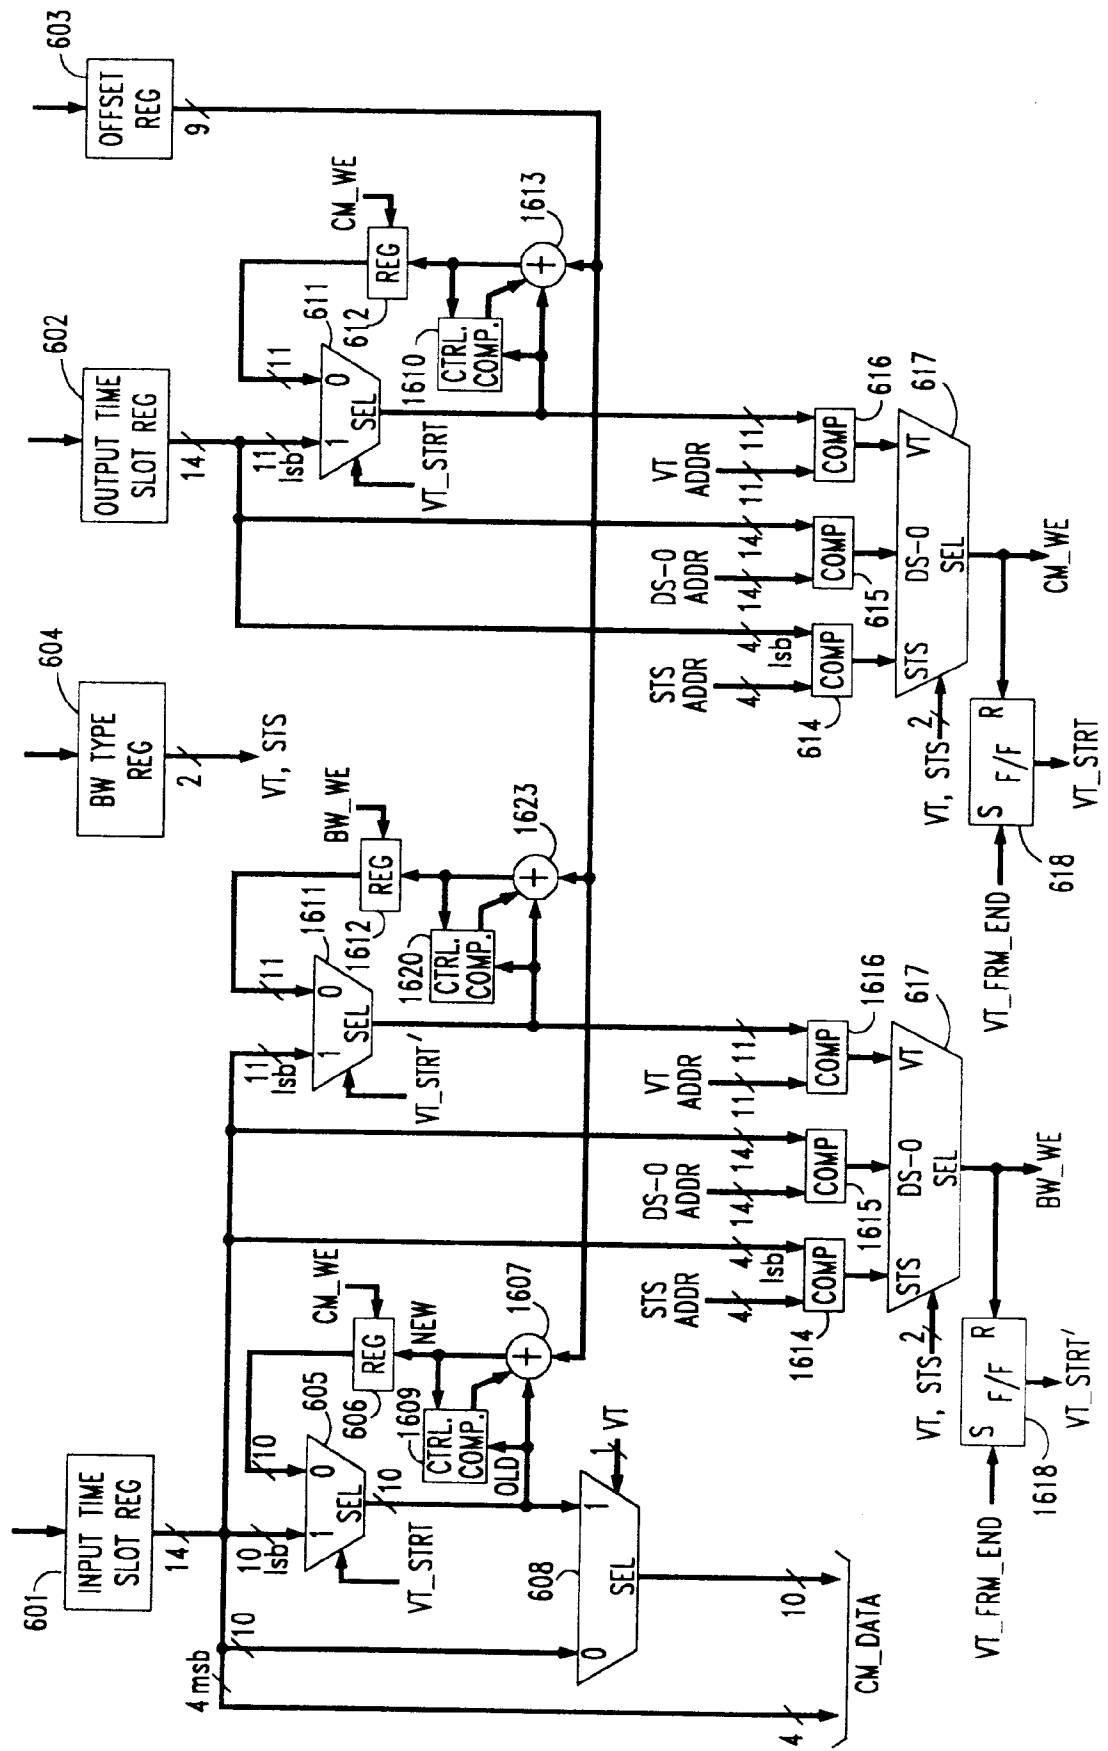 601
INPUT TIME
SLOT REG
14
604
BW TYPE
REG
2
VT, STS
602
OUTPUT TIME
SLOT REG
14
603
OFFSET
REG
9
4 msb
10
10
lsb
10
1
0
SEL
605
VT_STRT
10
CM_WE
REG
606
NEW
1609
CTRL.
COMP.
OLD
+
1607
608
0
1
SEL
1
VT
10
4
CM_DATA
11
lsb
11
1
0
SEL
1611
VT_STRT'
BW_WE
REG
1612
1620
CTRL.
COMP.
+
1623
STS
ADDR
4
4
lsb
DS-0
ADDR
14
14
VT
ADDR
11
11
COMP
1614
COMP
1615
COMP
1616
STS
DS-0
VT
SEL
617
VT, STS
2
BW_WE
S
R
F/F
1618
VT_FRM_END
VT_STRT'
11
lsb
11
1
0
SEL
611
VT_STRT
CM_WE
REG
612
1610
CTRL.
COMP.
+
1613
STS
ADDR
4
4
lsb
DS-0
ADDR
14
14
VT
ADDR
11
11
COMP
614
COMP
615
COMP
616
STS
DS-0
VT
SEL
617
VT, STS
2
CM_WE
S
R
F/F
618
VT_FRM_END
VT_STRT